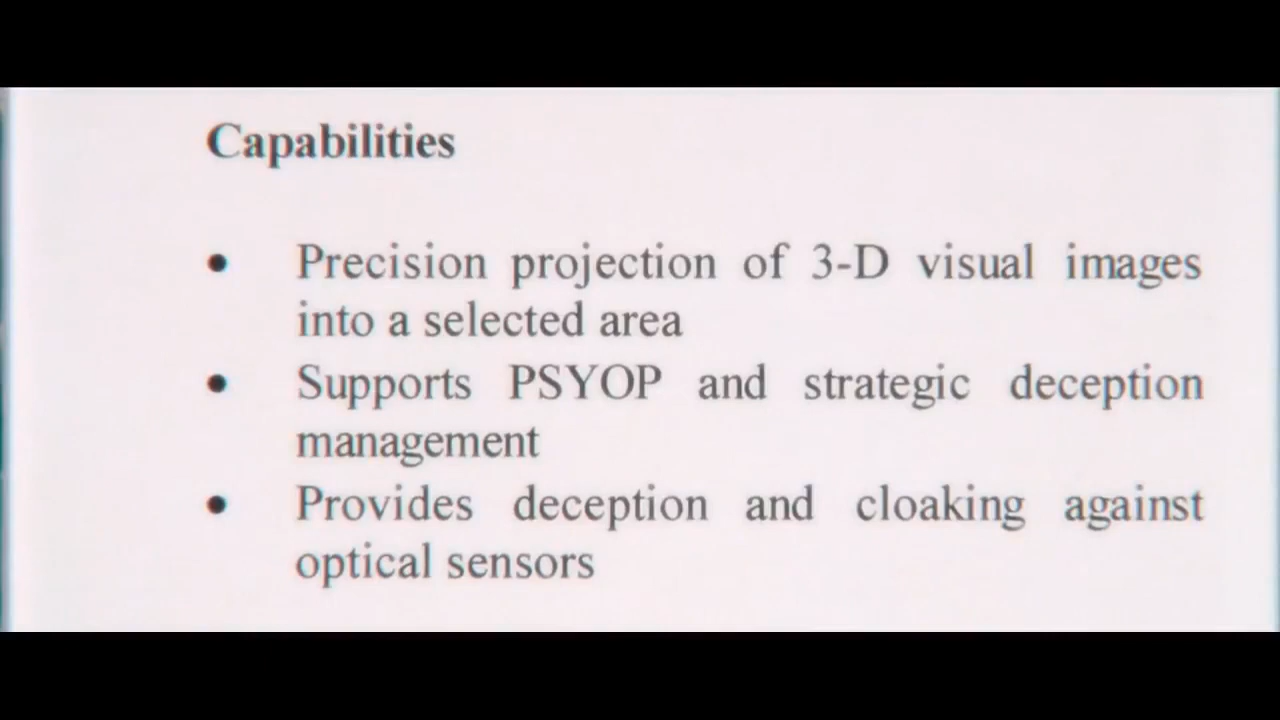 Capabilities
• Precision projection of 3-D visual images
into a selected area
• Supports PSYOP and strategic deception
management
• Provides deception and cloaking against
optical sensors